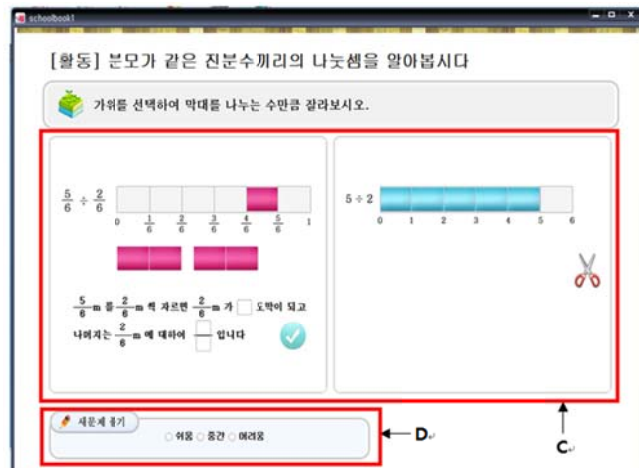 schoolbook1
[활동] 분모가 같은 진분수끼리의 나눗셈을 알아봅시다
가위를 선택하여 막대를 나누는 수만큼 잘라보시오.
5/6 ÷ 2/6
0 1/6 2/6 3/6 4/6 5/6 1
5/6 m 를 2/6 m 씩 자르면 2/6 m 가 □ 도막이 되고
나머지는 2/6 m 에 대하여 □/□ 입니다
5 ÷ 2
0 1 2 3 4 5 6
새문제 풀기
쉬움 중간 어려움
D
C